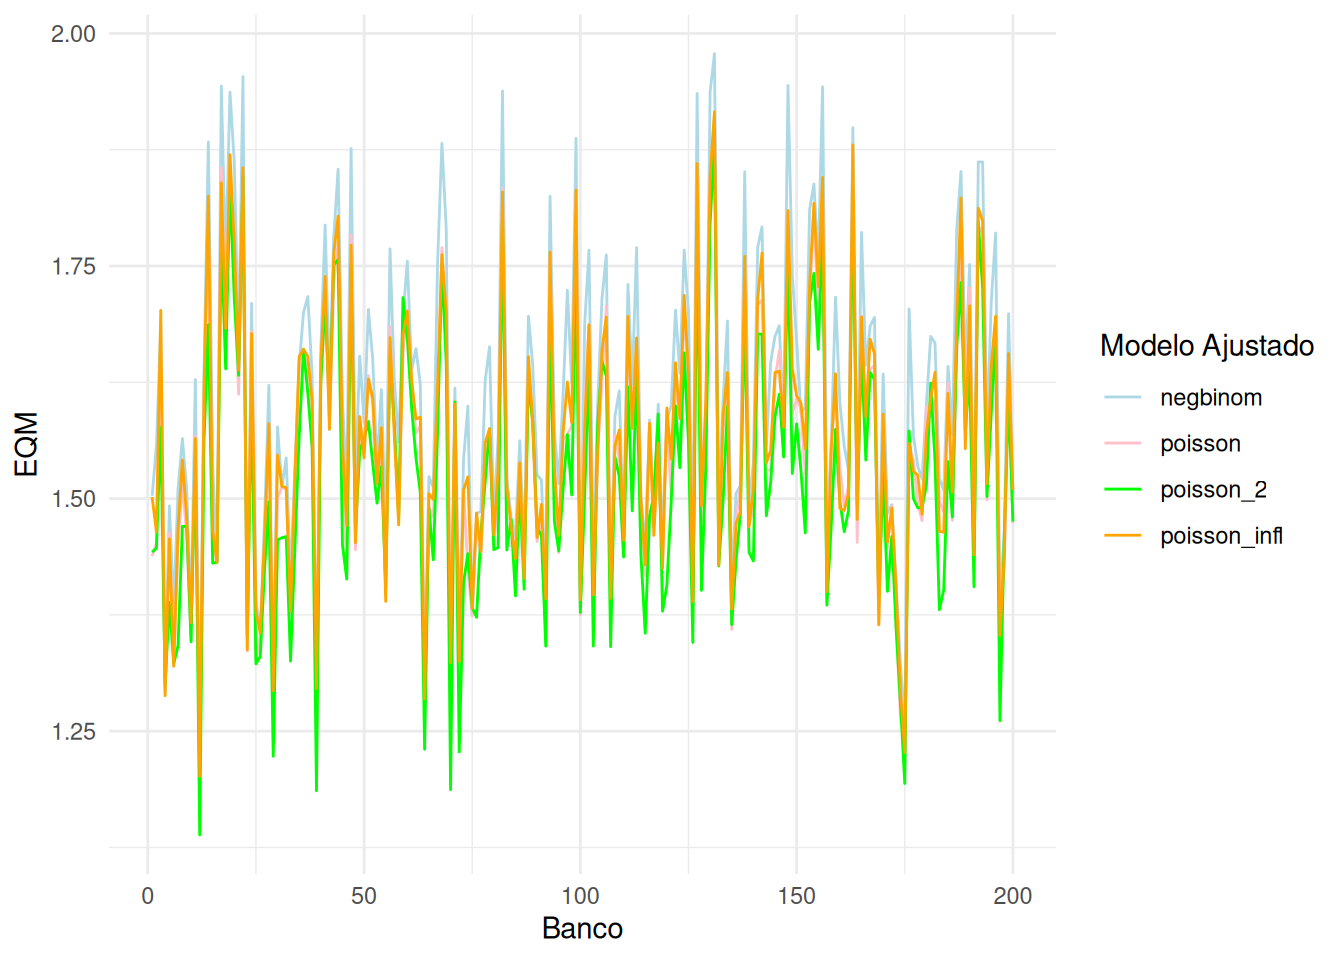 2.00
1.75
1.50
1.25
EQM
0
50
100
150
200
Banco
Modelo Ajustado
negbinom
poisson
poisson_2
poisson_infl